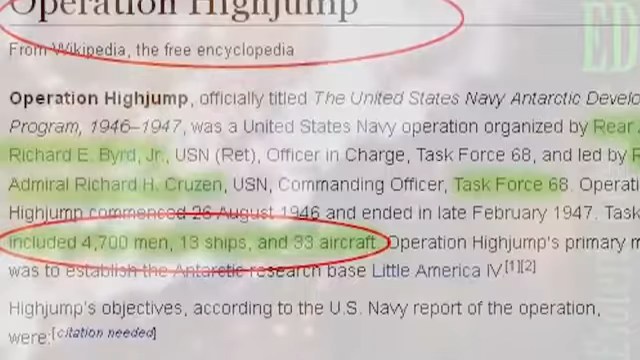 Operation Highjump
From Wikipedia, the free encyclopedia
Operation Highjump, officially titled The United States Navy Antarctic Develo
Program, 1946–1947, was a United States Navy operation organized by Rear
Richard E. Byrd, Jr., USN (Ret), Officer in Charge, Task Force 68, and led by R
Admiral Richard H. Cruzen, USN, Commanding Officer, Task Force 68. Operati
Highjump commenced 26 August 1946 and ended in late February 1947. Task
included 4,700 men, 13 ships, and 33 aircraft. Operation Highjump's primary m
was to establish the Antarctic research base Little America IV.[1][2]
Highjump's objectives, according to the U.S. Navy report of the operation,
were:[citation needed]
ED